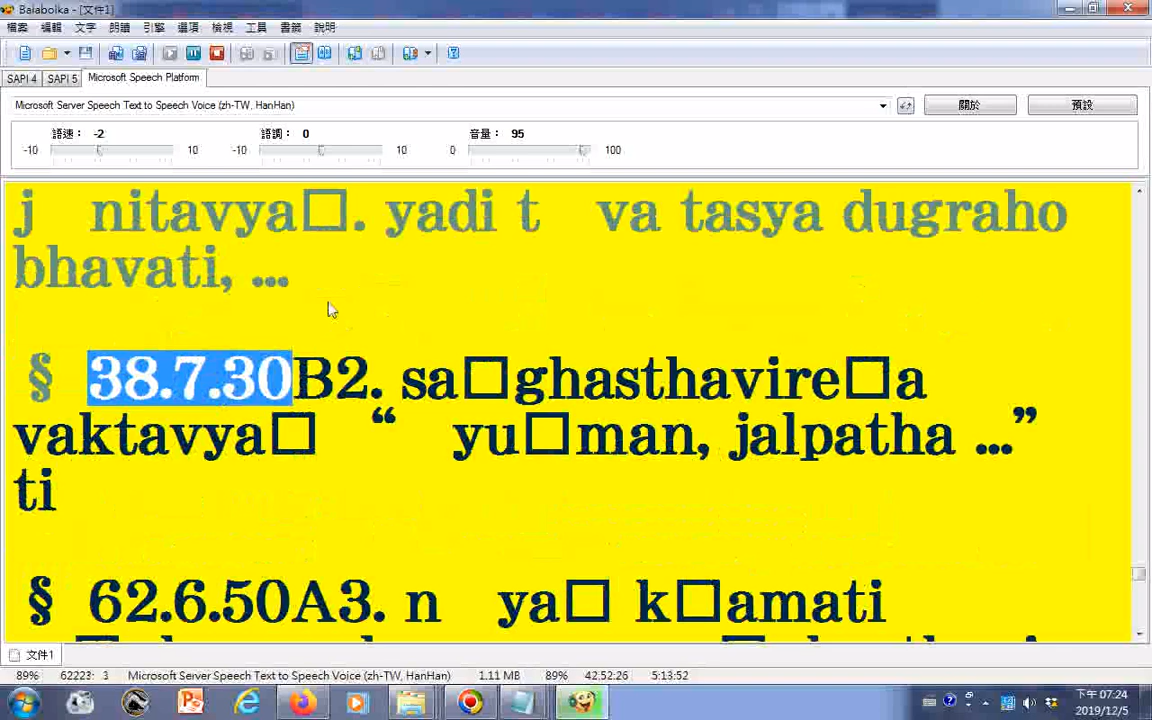 Balabolka - [文件1]
檔案 編輯 文字 朗讀 引擎 選項 檢視 工具 書籤 說明
SAPI 4 SAPI 5 Microsoft Speech Platform
Microsoft Server Speech Text to Speech Voice (zh-TW, HanHan) 關於 預設
語速： -2 語調： 0 音量： 95
-10 10 -10 10 0 100
j nitavya□. yadi t va tasya dugraho
bhavati, ...
§ 38.7.30B2. sa□ghasthavire□a
vaktavya□ “ yu□man, jalpatha ...”
ti
§ 62.6.50A3. n ya□ k□amati
文件1
89% 62223: 3 Microsoft Server Speech Text to Speech Voice (zh-TW, HanHan) 1.11 MB 89% 42:52:26 5:13:52
下午 07:24
2019/12/5